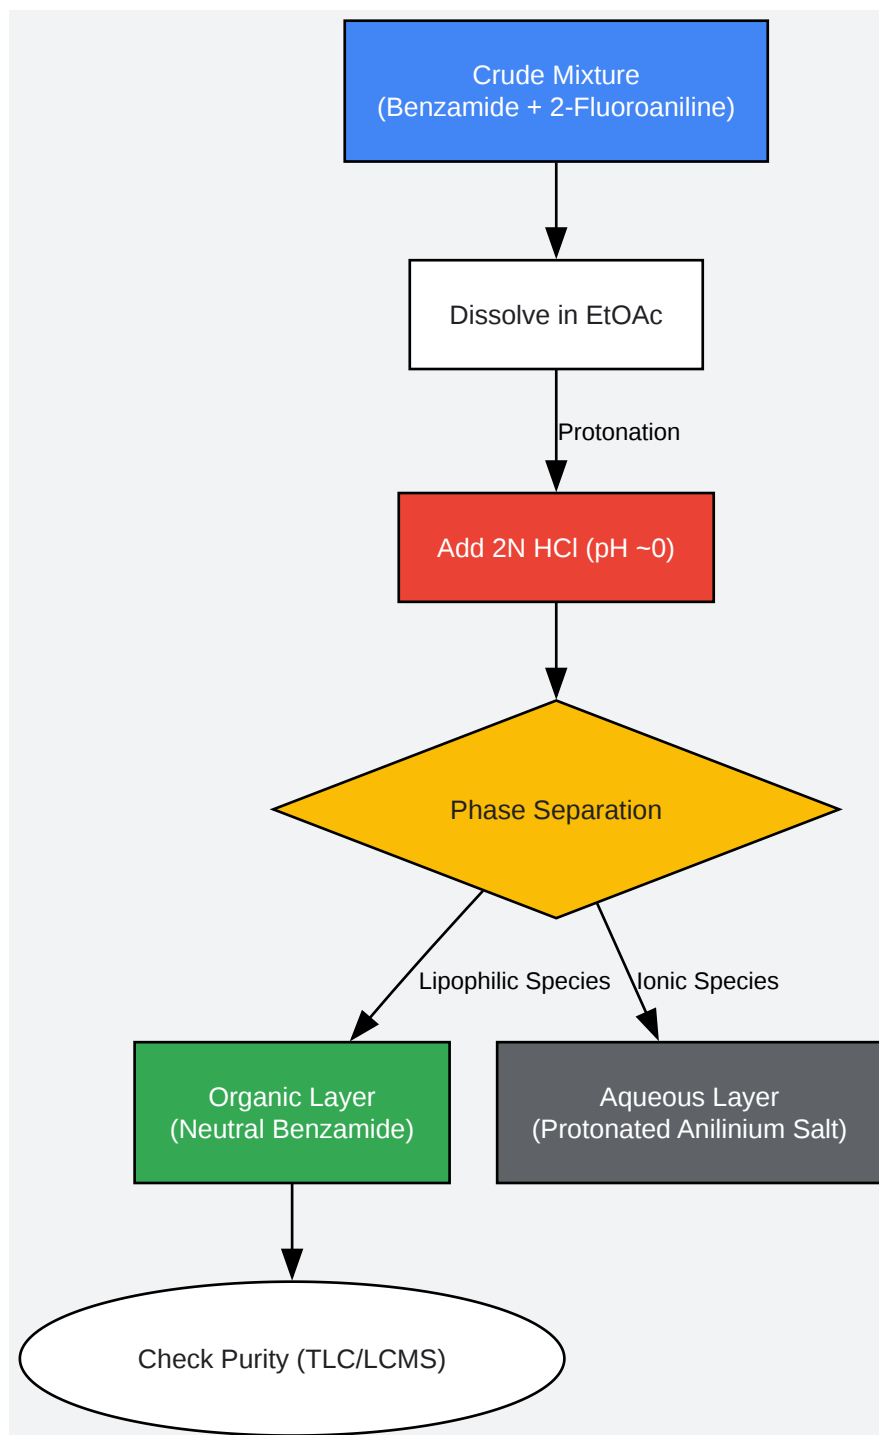 Crude Mixture
(Benzamide + 2-Fluoroaniline)
Dissolve in EtOAc
Protonation
Add 2N HCl (pH ~0)
Phase Separation
Lipophilic Species
Ionic Species
Organic Layer
(Neutral Benzamide)
Aqueous Layer
(Protonated Anilinium Salt)
Check Purity (TLC/LCMS)